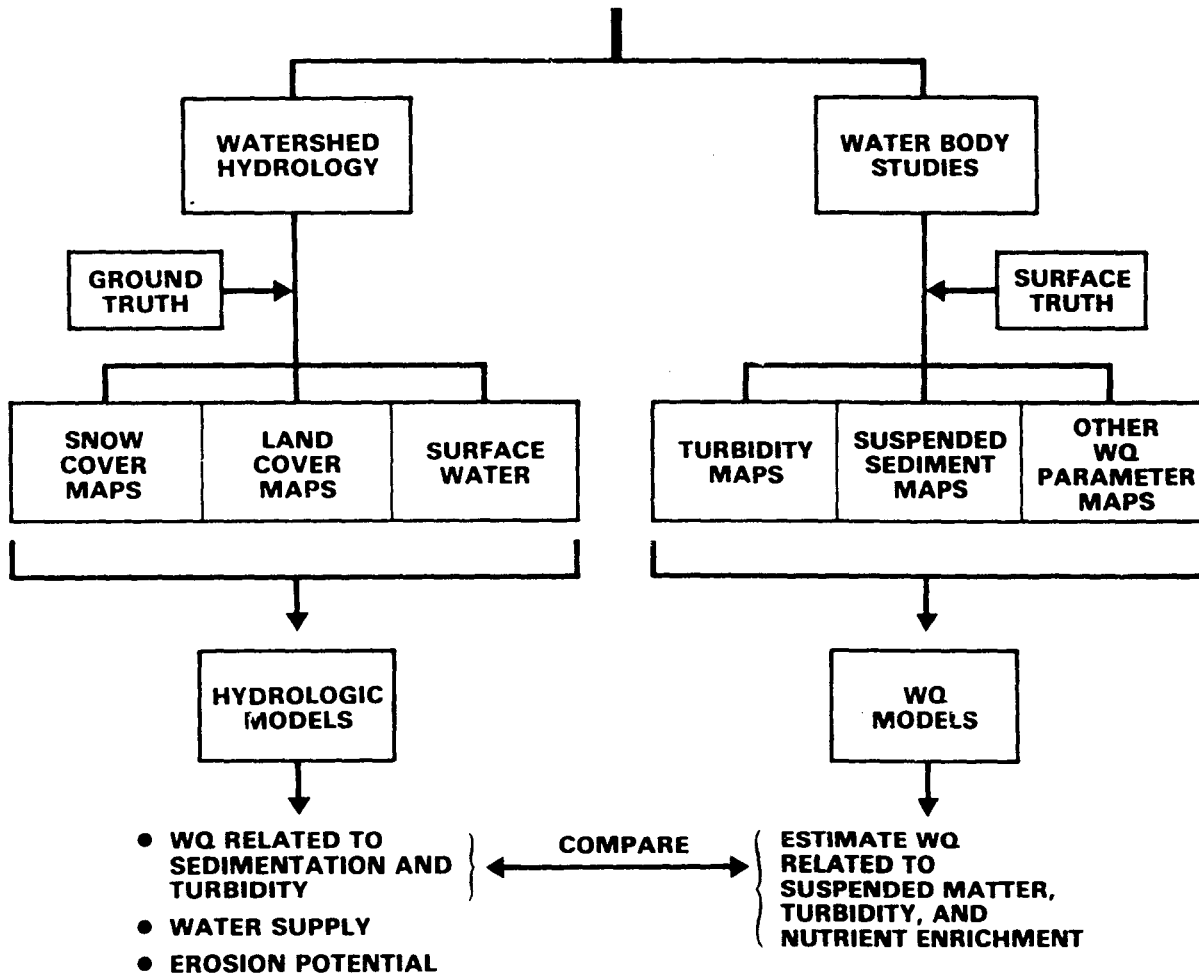 WATERSHED
HYDROLOGY
WATER BODY
STUDIES
GROUND
TRUTH
SURFACE
TRUTH
SNOW
COVER
MAPS
LAND
COVER
MAPS
SURFACE
WATER
TURBIDITY
MAPS
SUSPENDED
SEDIMENT
MAPS
OTHER
WQ
PARAMETER
MAPS
HYDROLOGIC
MODELS
WQ
MODELS
● WQ RELATED TO
SEDIMENTATION AND
TURBIDITY
● WATER SUPPLY
● EROSION POTENTIAL
COMPARE
ESTIMATE WQ
RELATED TO
SUSPENDED MATTER,
TURBIDITY, AND
NUTRIENT ENRICHMENT